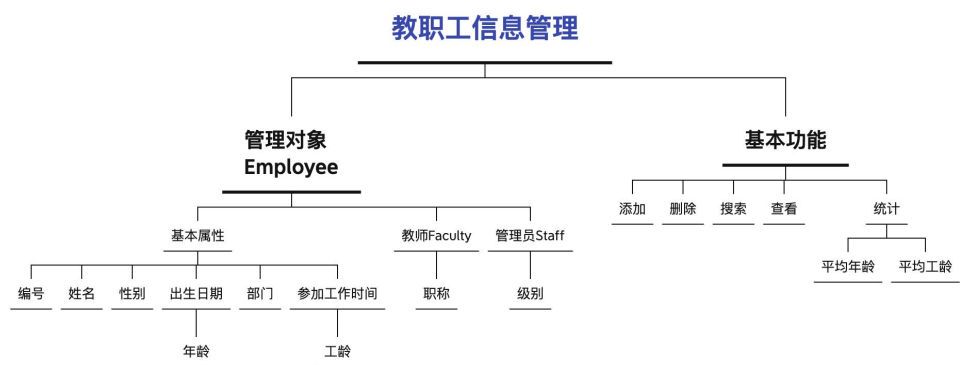 教职工信息管理
管理对象
Employee
基本功能
添加
删除
搜索
查看
统计
基本属性
教师Faculty
管理员Staff
平均年龄
平均工龄
编号
姓名
性别
出生日期
部门
参加工作时间
职称
级别
年龄
工龄